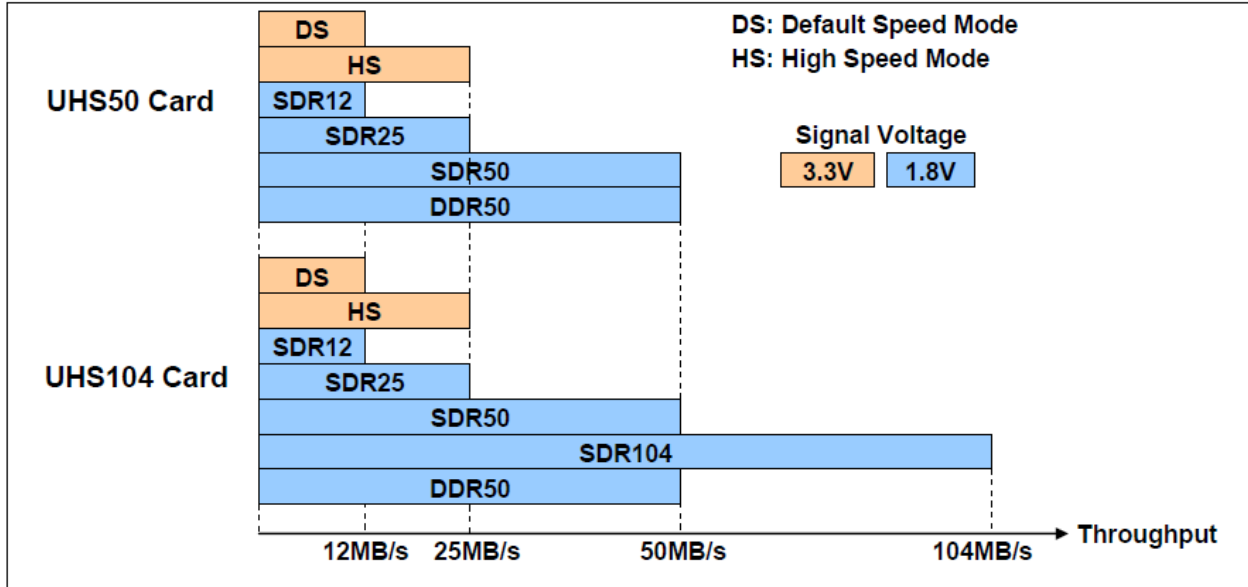 DS
DS: Default Speed Mode
HS
HS: High Speed Mode
UHS50 Card
SDR12
SDR25
Signal Voltage
SDR50
3.3V 1.8V
DDR50
DS
HS
SDR12
UHS104 Card
SDR25
SDR50
SDR104
DDR50
Throughput
12MB/s 25MB/s 50MB/s 104MB/s